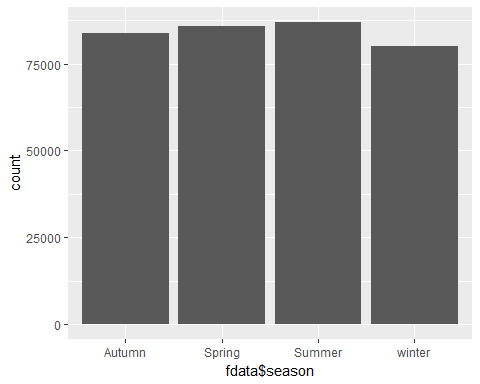 75000
50000
25000
0
count
Autumn Spring Summer winter
fdata$season